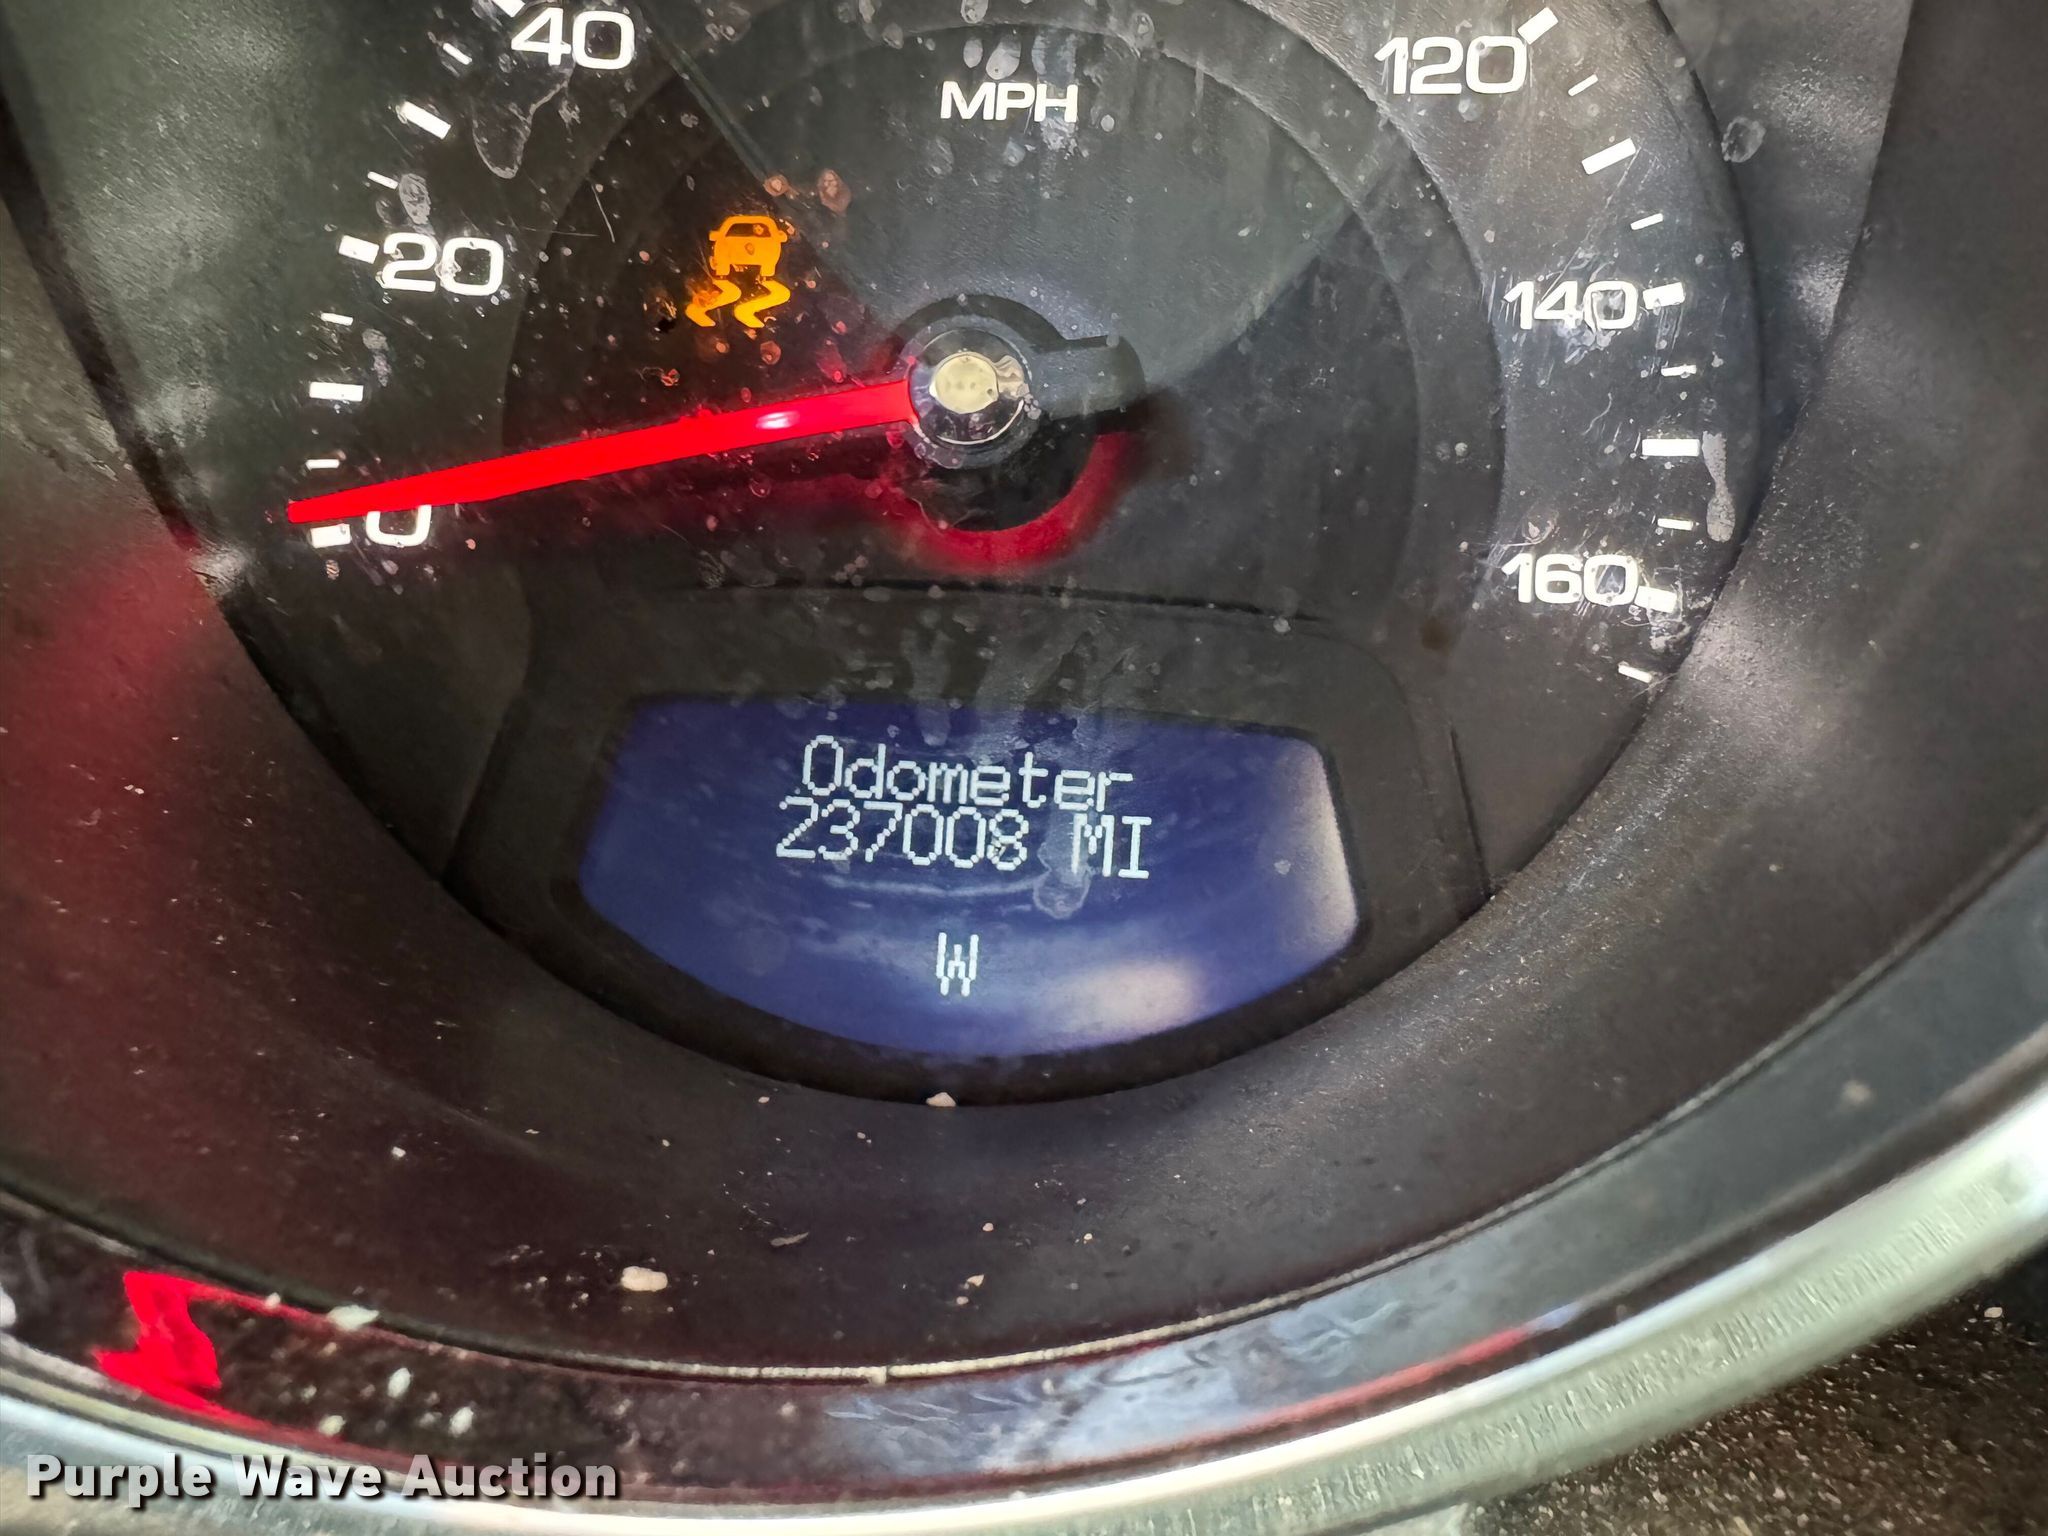 40
120
MPH
20
140
0
160
Odometer
237008 MI
W
Purple Wave Auction